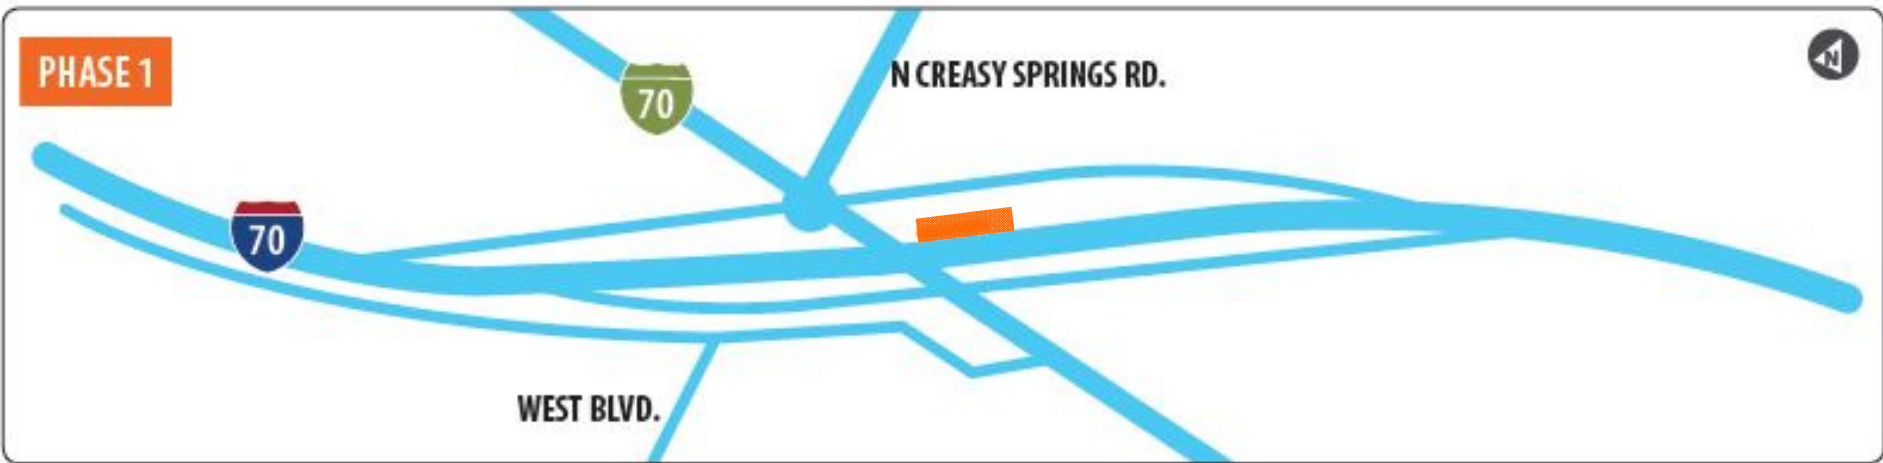 PHASE 1
70
N CREASY SPRINGS RD.
N
70
WEST BLVD.